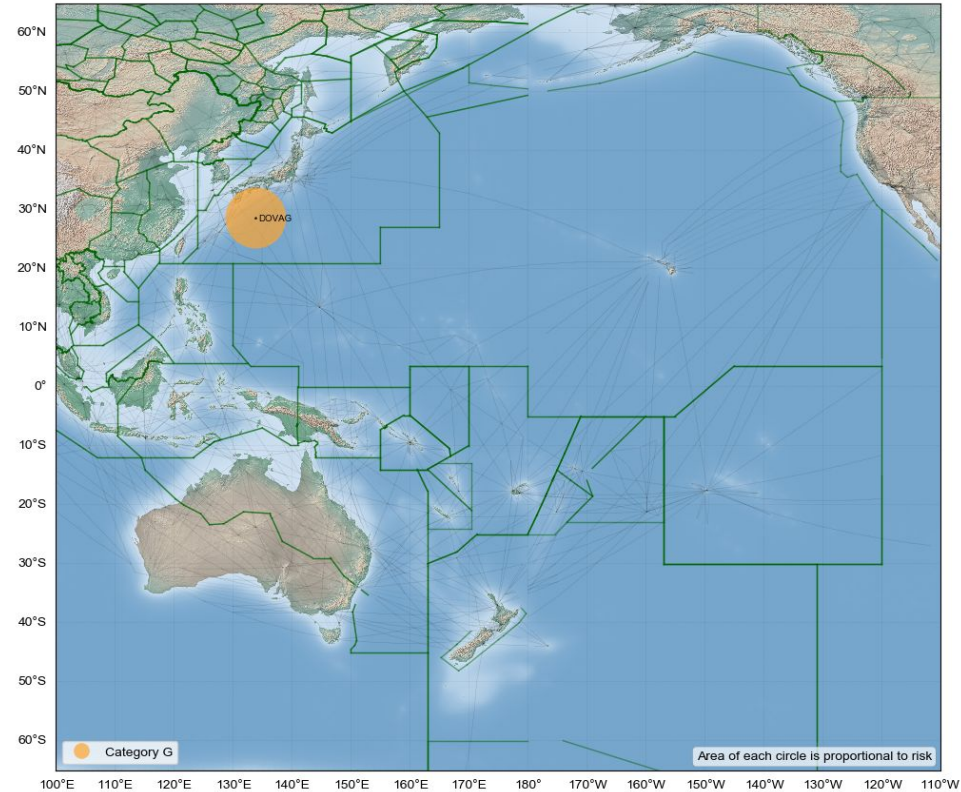 60°N
50°N
40°N
30°N
20°N
10°N
0°
10°S
20°S
30°S
40°S
50°S
60°S
DOVAG
Category G
Area of each circle is proportional to risk
100°E 110°E 120°E 130°E 140°E 150°E 160°E 170°E 180° 170°W 160°W 150°W 140°W 130°W 120°W 110°W